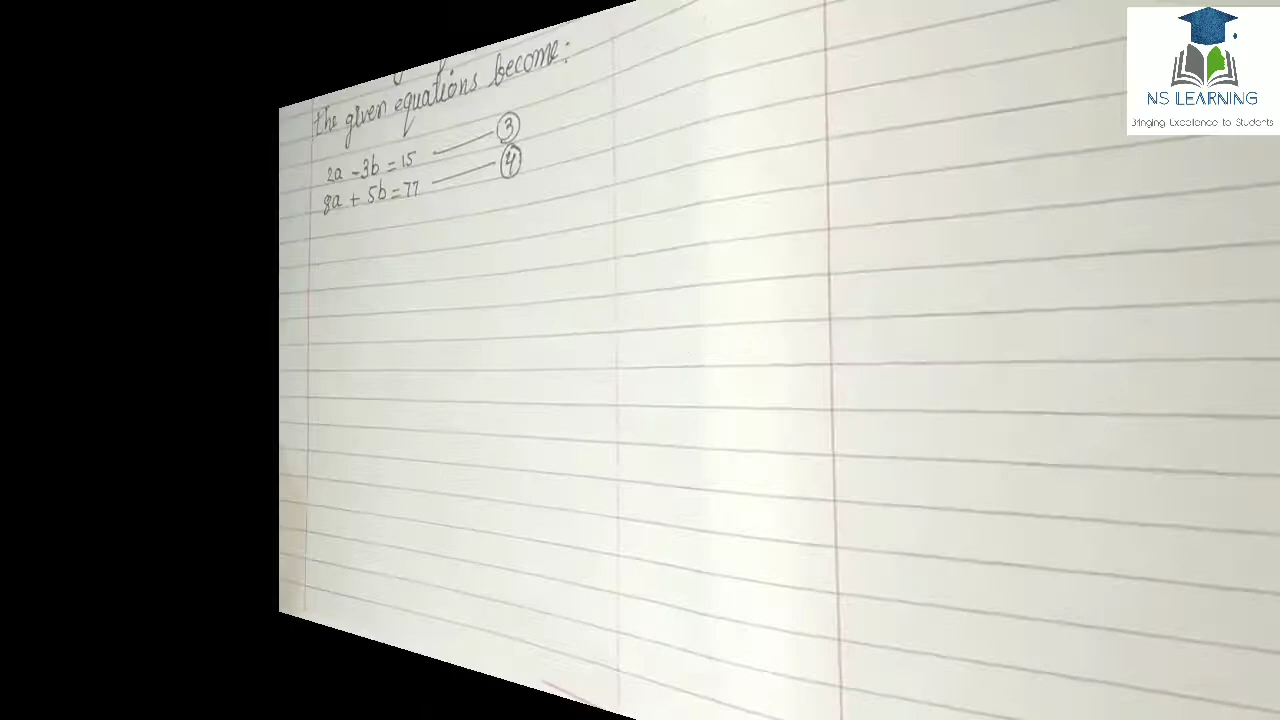 the given equations become:
2a - 3b = 15 —— ③
8a + 5b = 77 —— ④
NS LEARNING
Bringing Excellence to Students